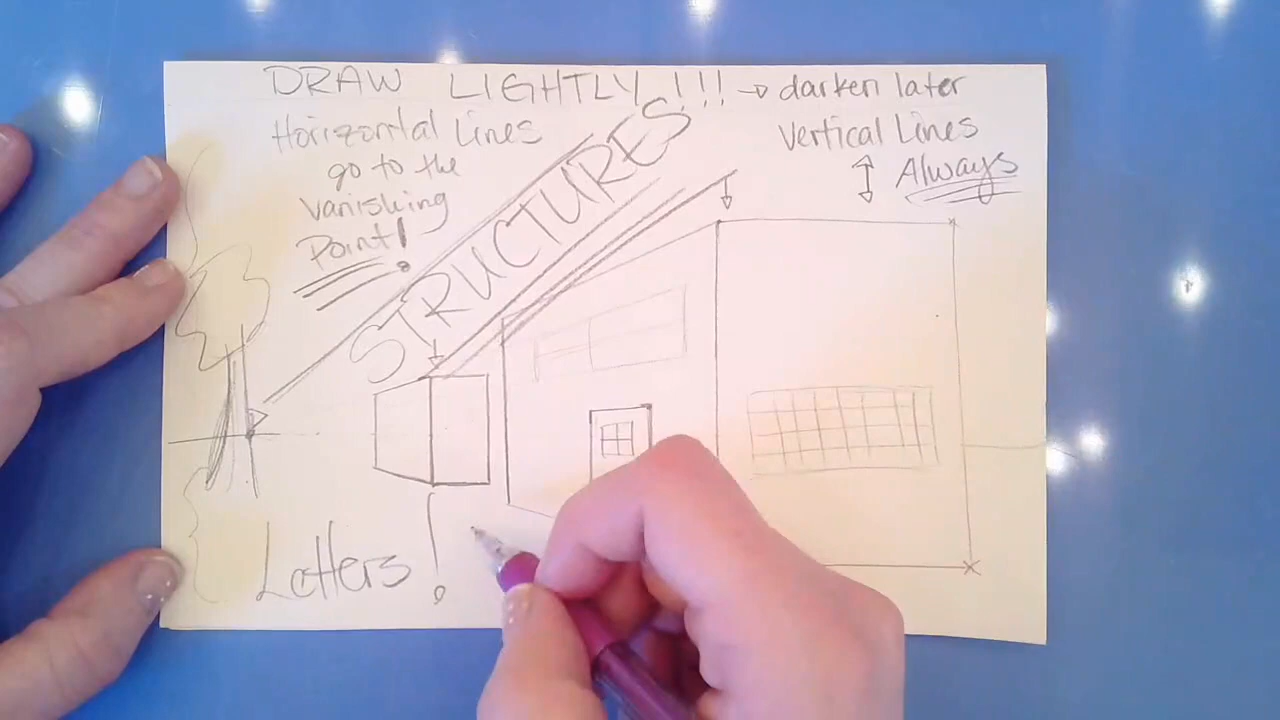 DRAW LIGHTLY!!! → darken later
Horizontal Lines
go to the
vanishing
Point!
Vertical Lines
Always
STRUCTURES
Letters!